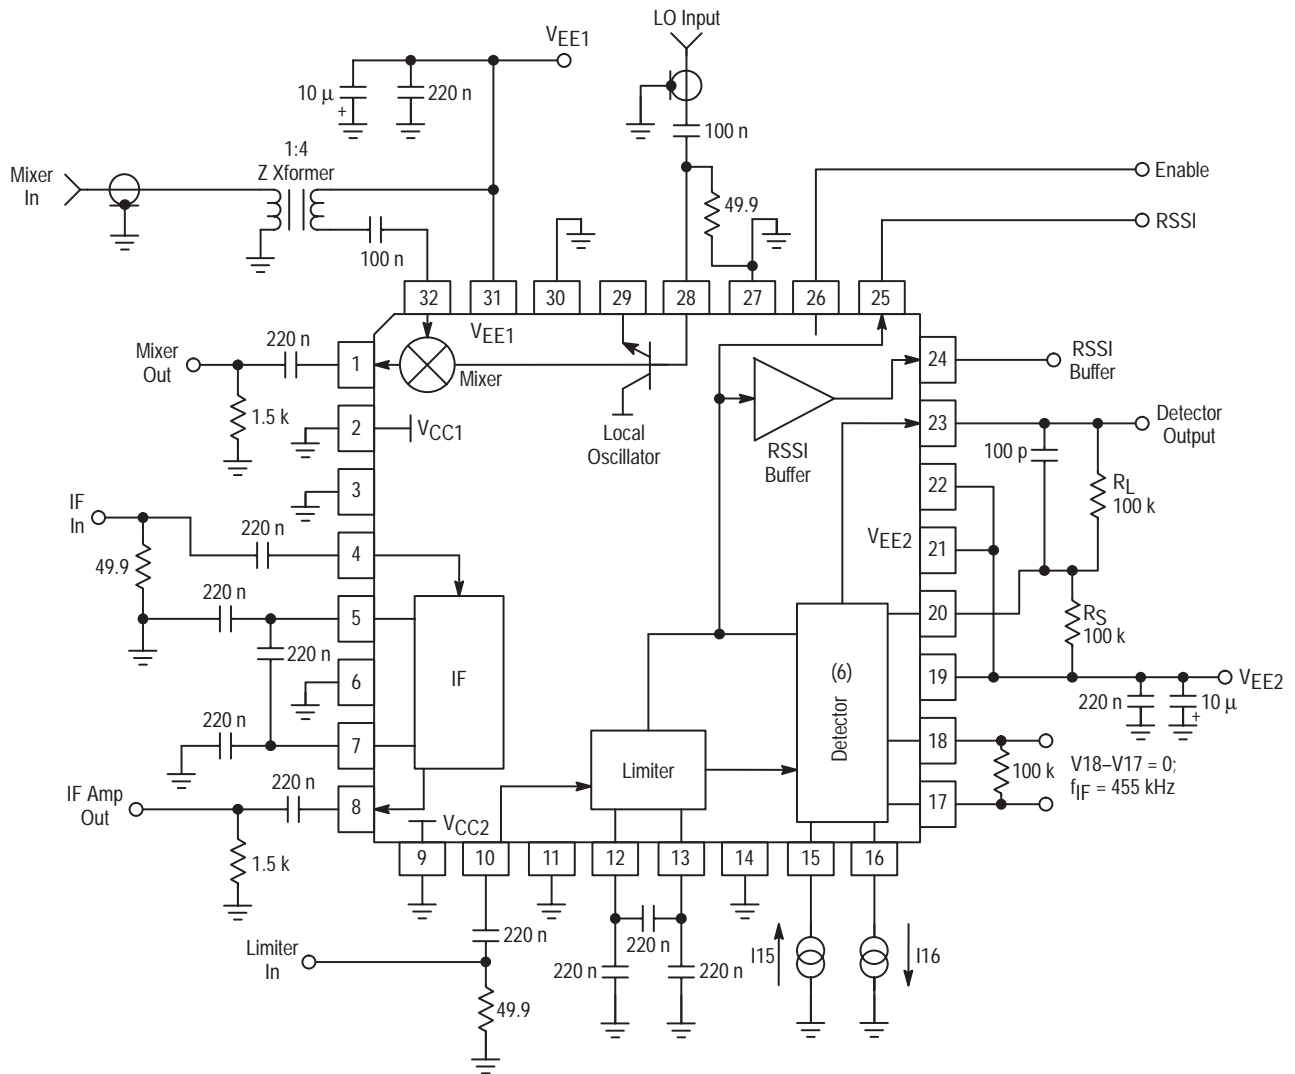 LO Input
VEE1
10 µ
+
220 n
100 n
1:4
Z Xformer
Mixer
In
49.9
Enable
RSSI
100 n
32
31
30
29
28
27
26
25
VEE1
220 n
Mixer
Out
1
Mixer
24
RSSI
Buffer
1.5 k
2
VCC1
Local
Oscillator
RSSI
Buffer
23
Detector
Output
100 p
3
22
RL
100 k
IF
In
220 n
4
VEE2
21
49.9
220 n
5
20
RS
100 k
220 n
6
IF
(6)
Detector
19
VEE2
220 n
10 µ
+
220 n
7
18
Limiter
100 k
V18–V17 = 0;
fIF = 455 kHz
IF Amp
Out
220 n
8
17
VCC2
1.5 k
9
10
11
12
13
14
15
16
220 n
220 n
Limiter
In
220 n
220 n
I15
I16
49.9